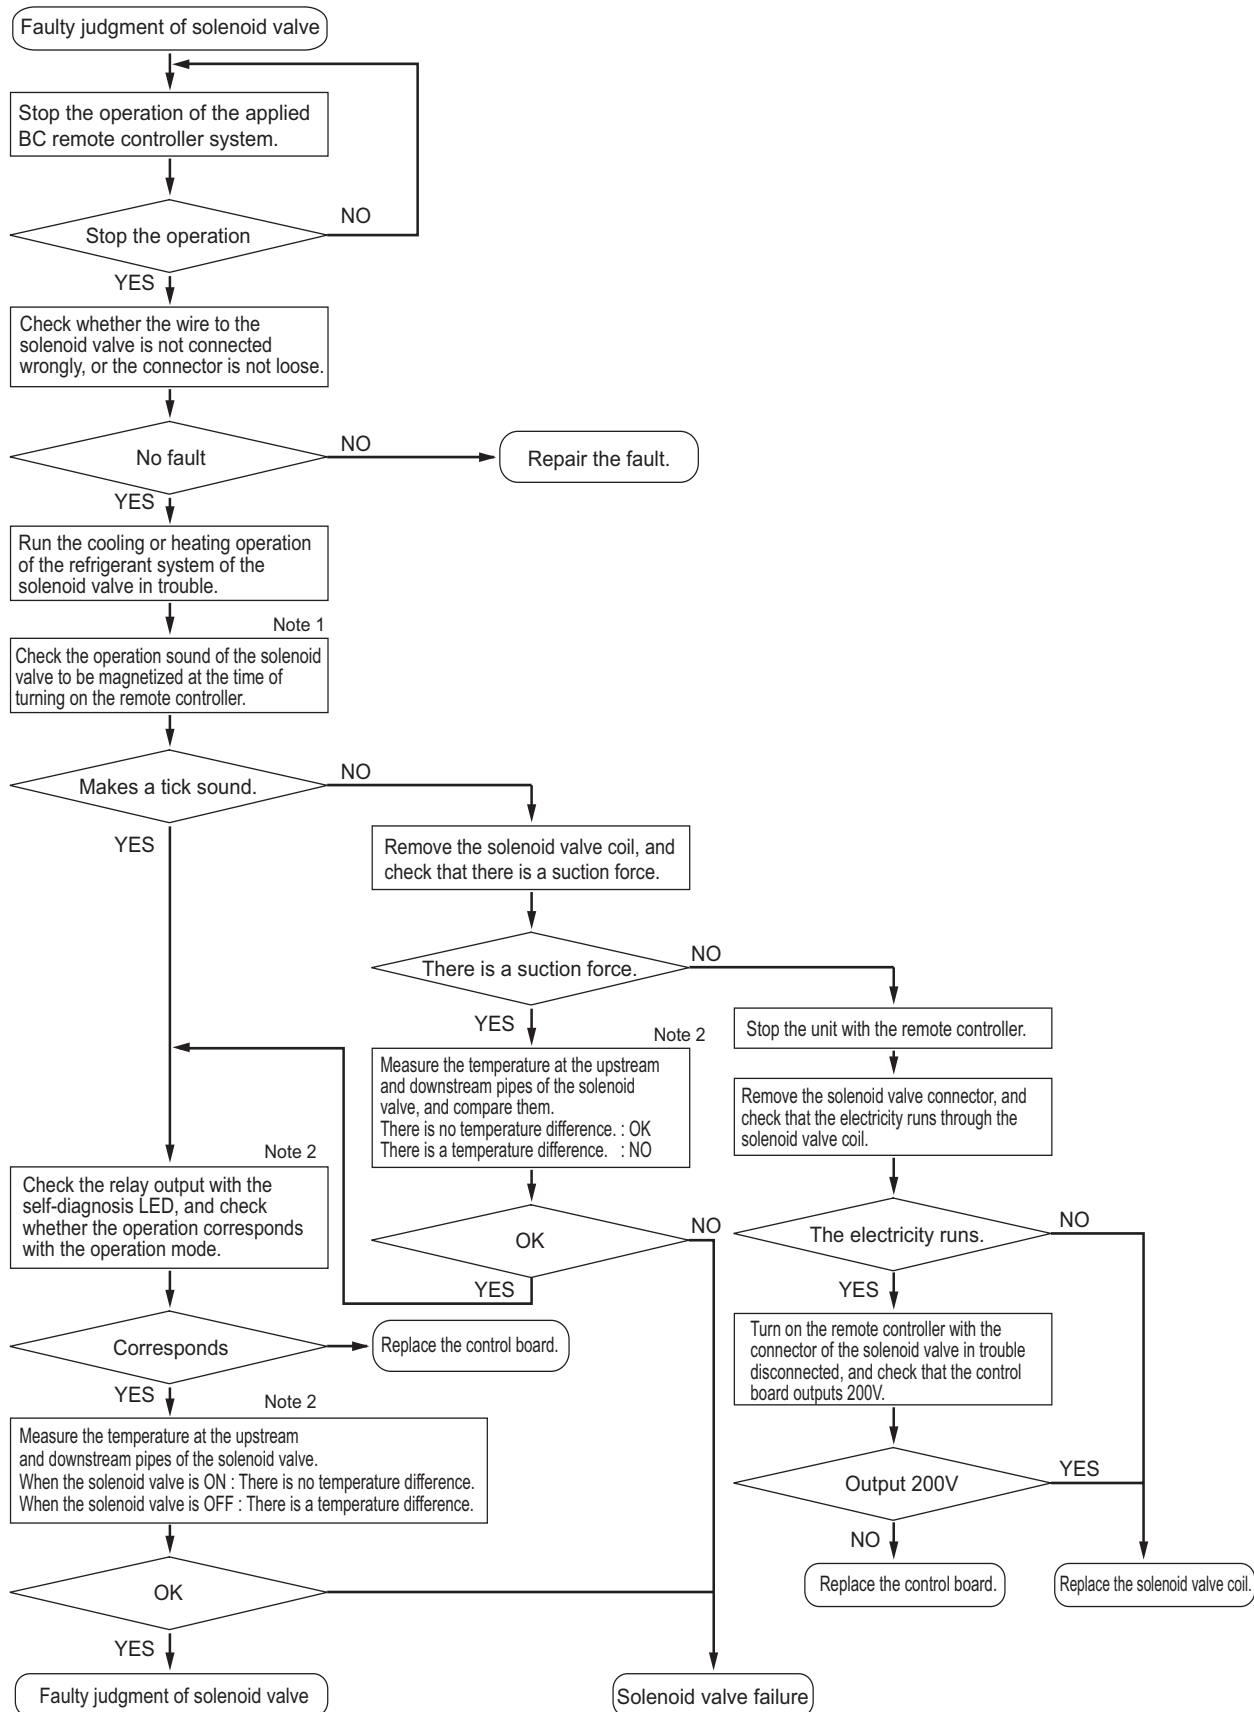 Faulty judgment of solenoid valve
Stop the operation of the applied
BC remote controller system.
Stop the operation
NO
YES
Check whether the wire to the
solenoid valve is not connected
wrongly, or the connector is not loose.
No fault
NO
Repair the fault.
YES
Run the cooling or heating operation
of the refrigerant system of the
solenoid valve in trouble.
Note 1
Check the operation sound of the solenoid
valve to be magnetized at the time of
turning on the remote controller.
Makes a tick sound.
NO
YES
Remove the solenoid valve coil, and
check that there is a suction force.
There is a suction force.
NO
YES
Note 2
Measure the temperature at the upstream
and downstream pipes of the solenoid
valve, and compare them.
There is no temperature difference. : OK
There is a temperature difference. : NO
Stop the unit with the remote controller.
Remove the solenoid valve connector, and
check that the electricity runs through the
solenoid valve coil.
Note 2
Check the relay output with the
self-diagnosis LED, and check
whether the operation corresponds
with the operation mode.
OK
NO
YES
The electricity runs.
NO
YES
Corresponds
Replace the control board.
YES
Turn on the remote controller with the
connector of the solenoid valve in trouble
disconnected, and check that the control
board outputs 200V.
Note 2
Measure the temperature at the upstream
and downstream pipes of the solenoid valve.
When the solenoid valve is ON : There is no temperature difference.
When the solenoid valve is OFF : There is a temperature difference.
Output 200V
YES
NO
OK
Replace the control board.
Replace the solenoid valve coil.
YES
Faulty judgment of solenoid valve
Solenoid valve failure